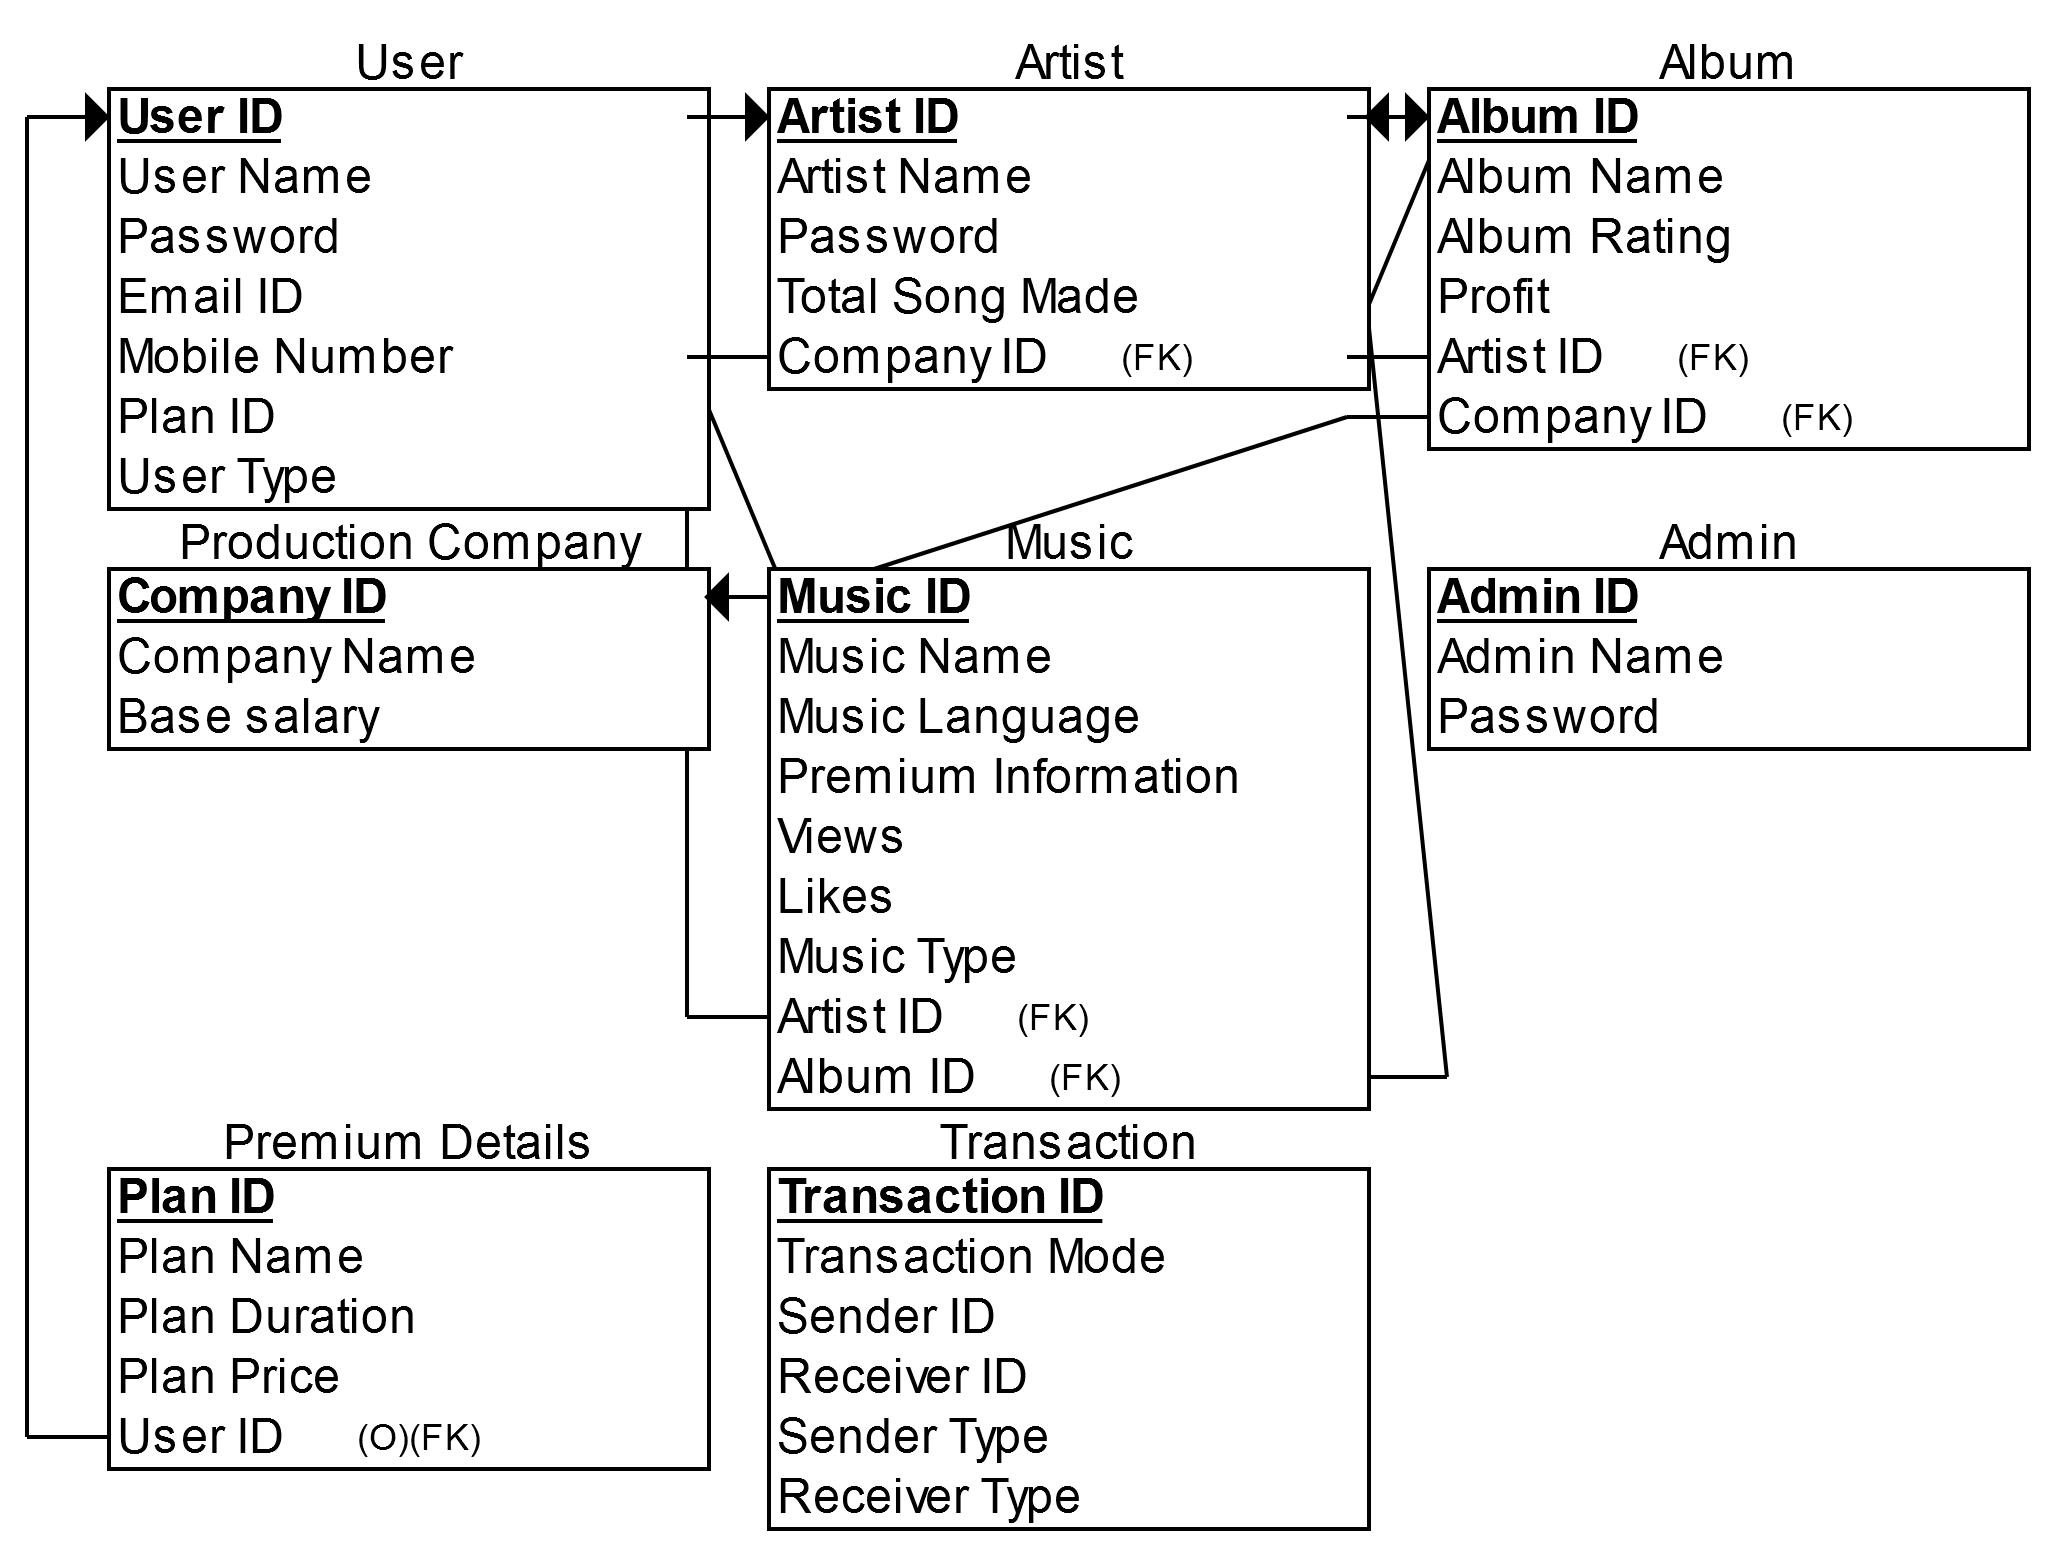 User
User ID
User Name
Password
Email ID
Mobile Number
Plan ID
User Type
Artist
Artist ID
Artist Name
Password
Total Song Made
Company ID (FK)
Album
Album ID
Album Name
Album Rating
Profit
Artist ID (FK)
Company ID (FK)
Production Company
Company ID
Company Name
Base salary
Music
Music ID
Music Name
Music Language
Premium Information
Views
Likes
Music Type
Artist ID (FK)
Album ID (FK)
Admin
Admin ID
Admin Name
Password
Premium Details
Plan ID
Plan Name
Plan Duration
Plan Price
User ID (O)(FK)
Transaction
Transaction ID
Transaction Mode
Sender ID
Receiver ID
Sender Type
Receiver Type